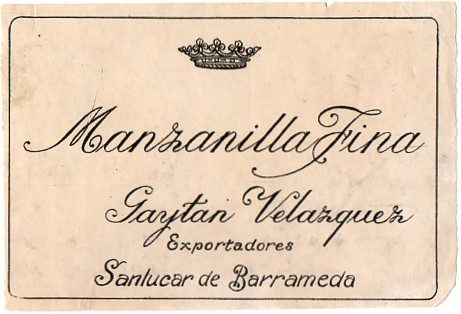 Manzanilla Fina
Gaytan Velazquez
Exportadores
Sanlucar de Barrameda